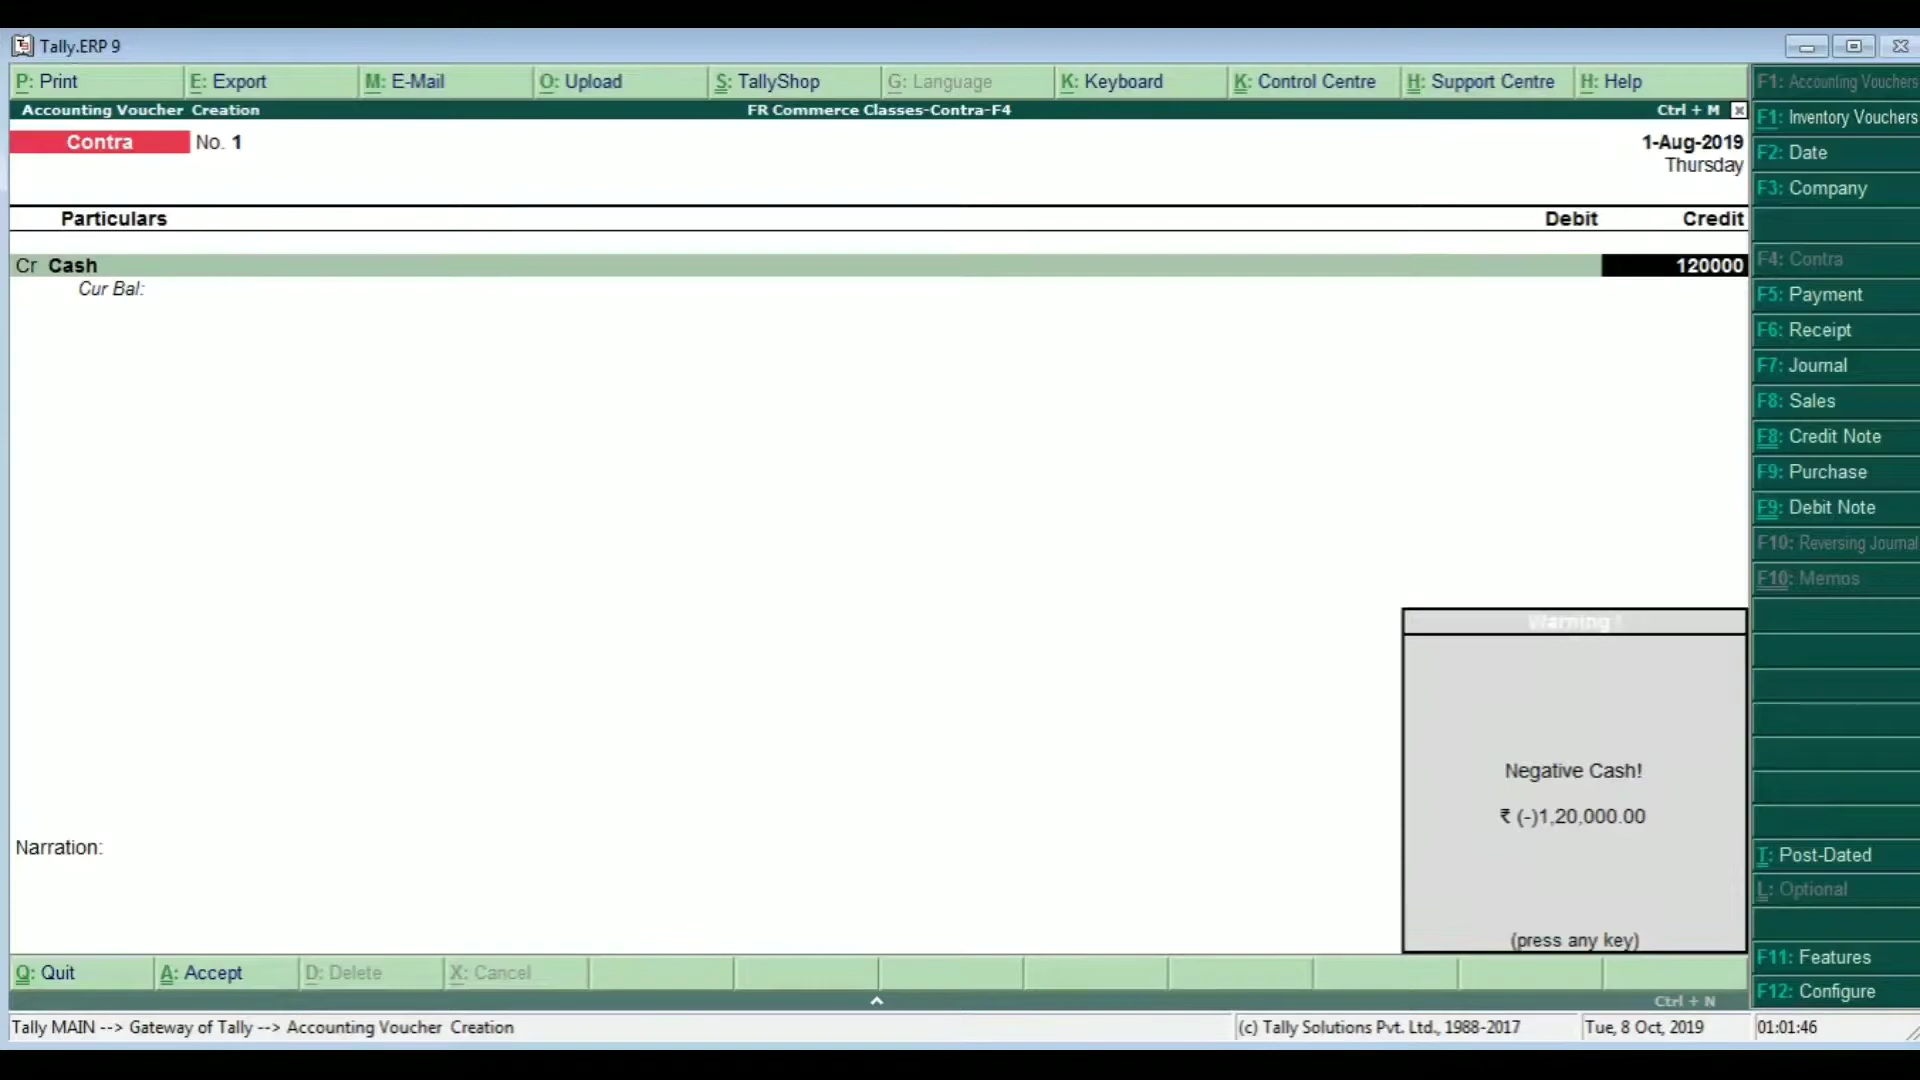 Tally.ERP 9
P: Print E: Export M: E-Mail O: Upload S: TallyShop G: Language K: Keyboard K: Control Centre H: Support Centre H: Help
Accounting Voucher Creation FR Commerce Classes-Contra-F4 Ctrl + M
Contra No. 1 1-Aug-2019
Thursday
Particulars Debit Credit
Cr Cash 120000
Cur Bal:
Warning !
Negative Cash!
₹ (-)1,20,000.00
(press any key)
Narration:
F1: Accounting Vouchers
F1: Inventory Vouchers
F2: Date
F3: Company
F4: Contra
F5: Payment
F6: Receipt
F7: Journal
F8: Sales
F8: Credit Note
F9: Purchase
F9: Debit Note
F10: Reversing Journal
F10: Memos
T: Post-Dated
L: Optional
F11: Features
F12: Configure
Q: Quit A: Accept D: Delete X: Cancel
Ctrl + N
Tally MAIN --> Gateway of Tally --> Accounting Voucher Creation (c) Tally Solutions Pvt. Ltd., 1988-2017 Tue, 8 Oct, 2019 01:01:46